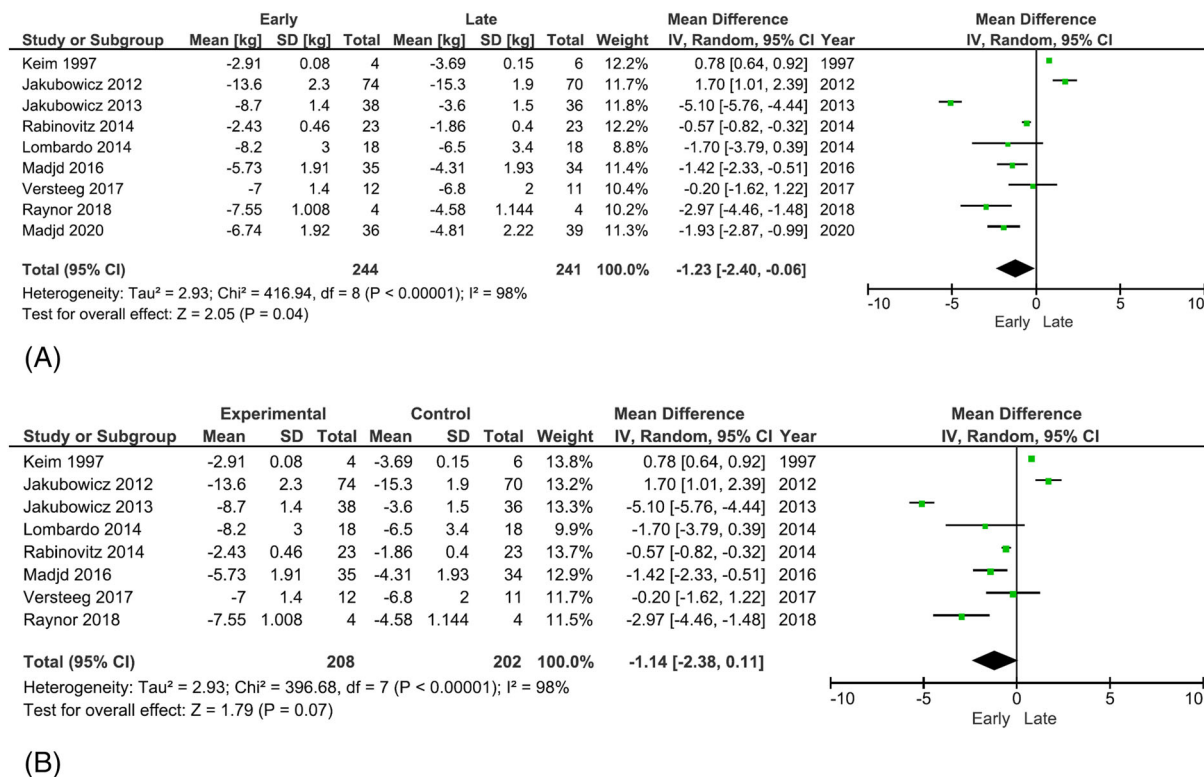 Early Late Mean Difference Mean Difference
Study or Subgroup Mean [kg] SD [kg] Total Mean [kg] SD [kg] Total Weight IV, Random, 95% CI Year IV, Random, 95% CI
Keim 1997 -2.91 0.08 4 -3.69 0.15 6 12.2% 0.78 [0.64, 0.92] 1997
Jakubowicz 2012 -13.6 2.3 74 -15.3 1.9 70 11.7% 1.70 [1.01, 2.39] 2012
Jakubowicz 2013 -8.7 1.4 38 -3.6 1.5 36 11.8% -5.10 [-5.76, -4.44] 2013
Rabinovitz 2014 -2.43 0.46 23 -1.86 0.4 23 12.2% -0.57 [-0.82, -0.32] 2014
Lombardo 2014 -8.2 3 18 -6.5 3.4 18 8.8% -1.70 [-3.79, 0.39] 2014
Madjd 2016 -5.73 1.91 35 -4.31 1.93 34 11.4% -1.42 [-2.33, -0.51] 2016
Versteeg 2017 -7 1.4 12 -6.8 2 11 10.4% -0.20 [-1.62, 1.22] 2017
Raynor 2018 -7.55 1.008 4 -4.58 1.144 4 10.2% -2.97 [-4.46, -1.48] 2018
Madjd 2020 -6.74 1.92 36 -4.81 2.22 39 11.3% -1.93 [-2.87, -0.99] 2020
Total (95% CI) 244 241 100.0% -1.23 [-2.40, -0.06]
Heterogeneity: Tau² = 2.93; Chi² = 416.94, df = 8 (P < 0.00001); I² = 98%
Test for overall effect: Z = 2.05 (P = 0.04)
-10 -5 0 5 10
Early Late
(A)
Experimental Control Mean Difference Mean Difference
Study or Subgroup Mean SD Total Mean SD Total Weight IV, Random, 95% CI Year IV, Random, 95% CI
Keim 1997 -2.91 0.08 4 -3.69 0.15 6 13.8% 0.78 [0.64, 0.92] 1997
Jakubowicz 2012 -13.6 2.3 74 -15.3 1.9 70 13.2% 1.70 [1.01, 2.39] 2012
Jakubowicz 2013 -8.7 1.4 38 -3.6 1.5 36 13.3% -5.10 [-5.76, -4.44] 2013
Lombardo 2014 -8.2 3 18 -6.5 3.4 18 9.9% -1.70 [-3.79, 0.39] 2014
Rabinovitz 2014 -2.43 0.46 23 -1.86 0.4 23 13.7% -0.57 [-0.82, -0.32] 2014
Madjd 2016 -5.73 1.91 35 -4.31 1.93 34 12.9% -1.42 [-2.33, -0.51] 2016
Versteeg 2017 -7 1.4 12 -6.8 2 11 11.7% -0.20 [-1.62, 1.22] 2017
Raynor 2018 -7.55 1.008 4 -4.58 1.144 4 11.5% -2.97 [-4.46, -1.48] 2018
Total (95% CI) 208 202 100.0% -1.14 [-2.38, 0.11]
Heterogeneity: Tau² = 2.93; Chi² = 396.68, df = 7 (P < 0.00001); I² = 98%
Test for overall effect: Z = 1.79 (P = 0.07)
-10 -5 0 5 10
Early Late
(B)